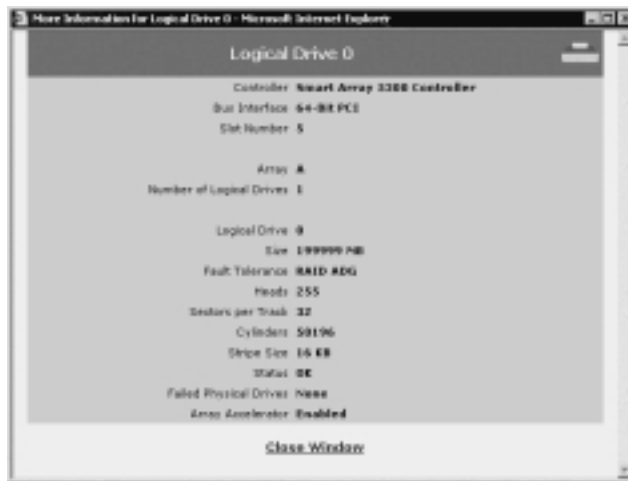 More Information for Logical Drive 0 - Microsoft Internet Explorer
Logical Drive 0
Controller Smart Array 5300 Controller
Bus Interface 64-Bit PCI
Slot Number 5
Array A
Number of Logical Drives 1
Logical Drive 0
Size 199999 MB
Fault Tolerance RAID ADG
Heads 255
Sectors per Track 32
Cylinders 50196
Stripe Size 16 KB
Status OK
Failed Physical Drives None
Array Accelerator Enabled
Close Window